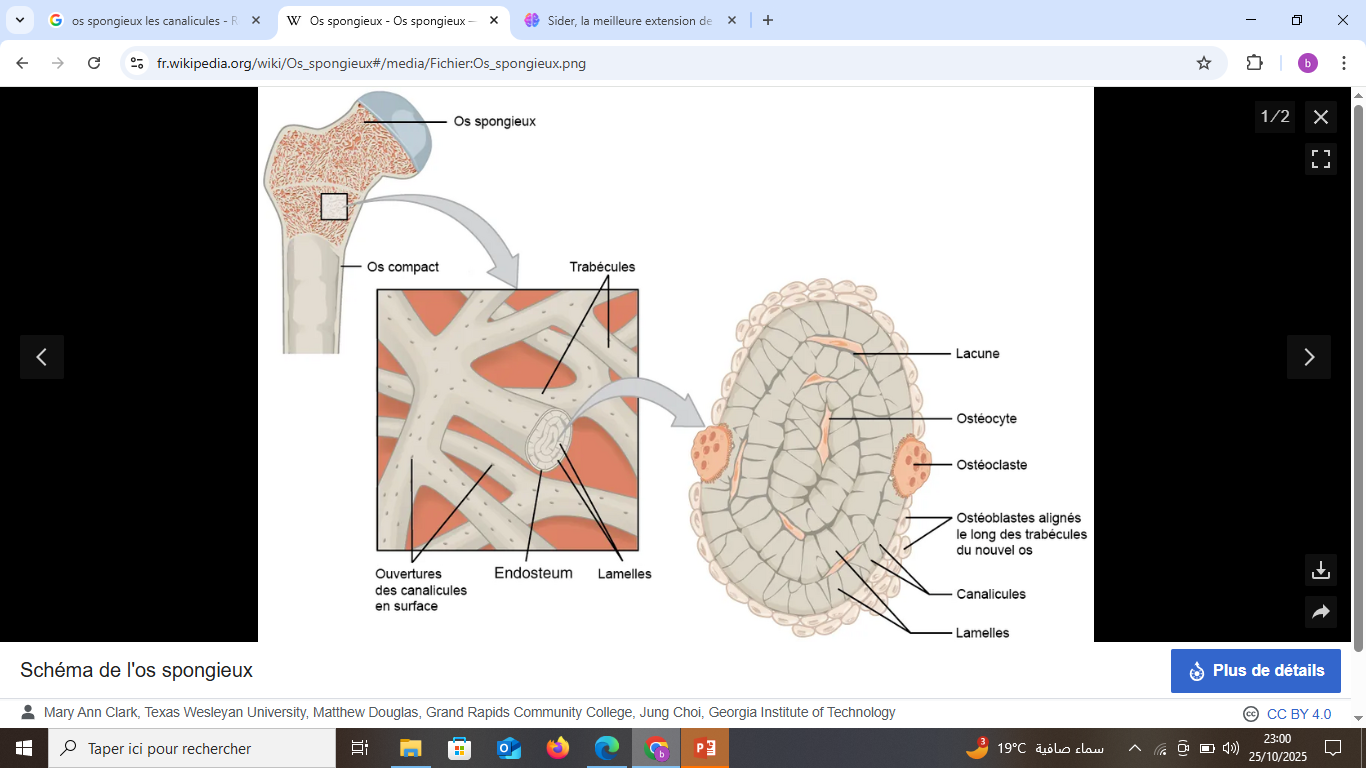 os spongieux les canalicules - R
Os spongieux - Os spongieux —
Sider, la meilleure extension de
fr.wikipedia.org/wiki/Os_spongieux#/media/Fichier:Os_spongieux.png
b
1/2
Os spongieux
Os compact
Trabécules
Lacune
Ostéocyte
Ostéoclaste
Ostéoblastes alignés
le long des trabécules
du nouvel os
Canalicules
Lamelles
Ouvertures
des canalicules
en surface
Endosteum
Lamelles
Schéma de l'os spongieux
Plus de détails
Mary Ann Clark, Texas Wesleyan University, Matthew Douglas, Grand Rapids Community College, Jung Choi, Georgia Institute of Technology
CC BY 4.0
Taper ici pour rechercher
3
19°C سماء صافية
23:00
25/10/2025